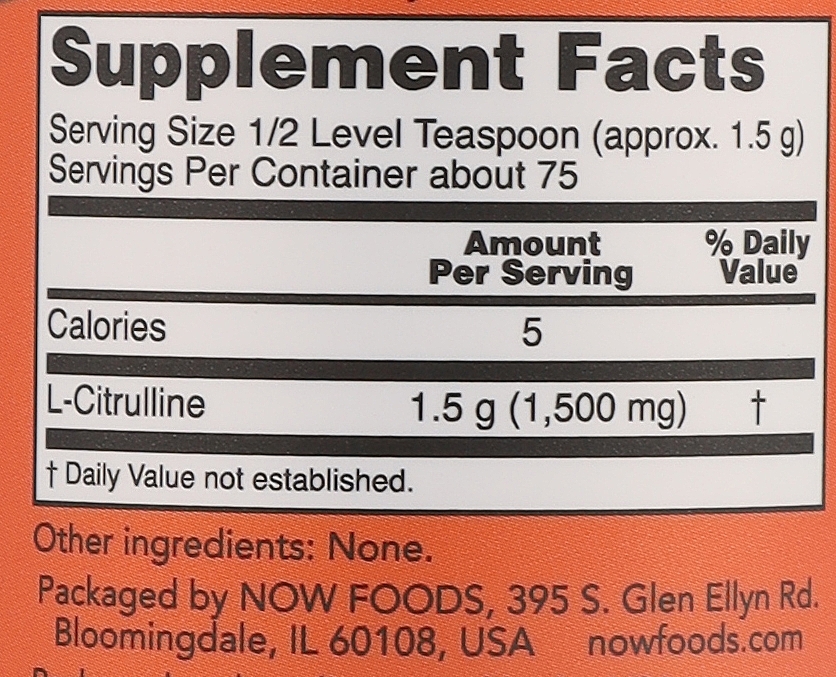 Supplement Facts
Serving Size 1/2 Level Teaspoon (approx. 1.5 g)
Servings Per Container about 75
Amount Per Serving % Daily Value
Calories 5
L-Citrulline 1.5 g (1,500 mg) †
† Daily Value not established.
Other ingredients: None.
Packaged by NOW FOODS, 395 S. Glen Ellyn Rd.
Bloomingdale, IL 60108, USA nowfoods.com